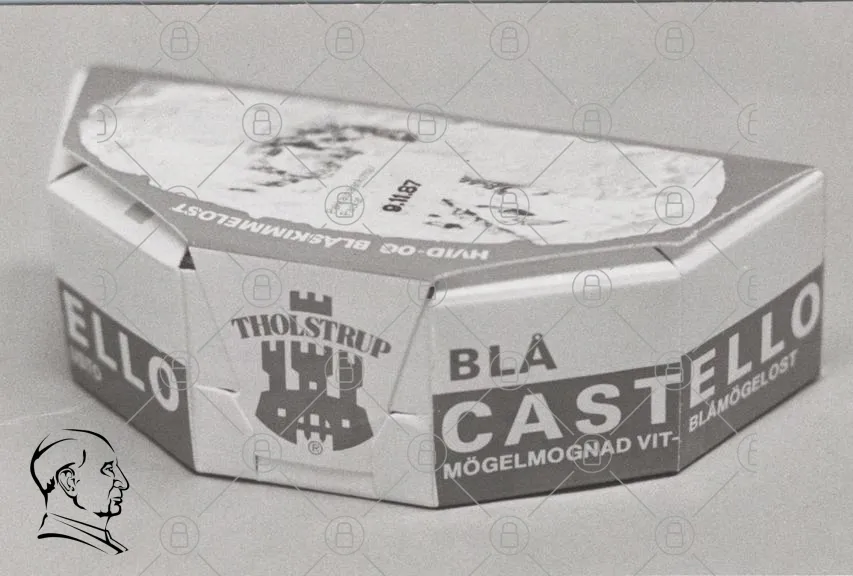 9.11.87
HVID- OG BLÅSKIMMELOST
ELLO
THOLSTRUP
®
BLÅ
CASTELLO
MÖGELMOGNAD VIT-
BLÅMÖGELOST